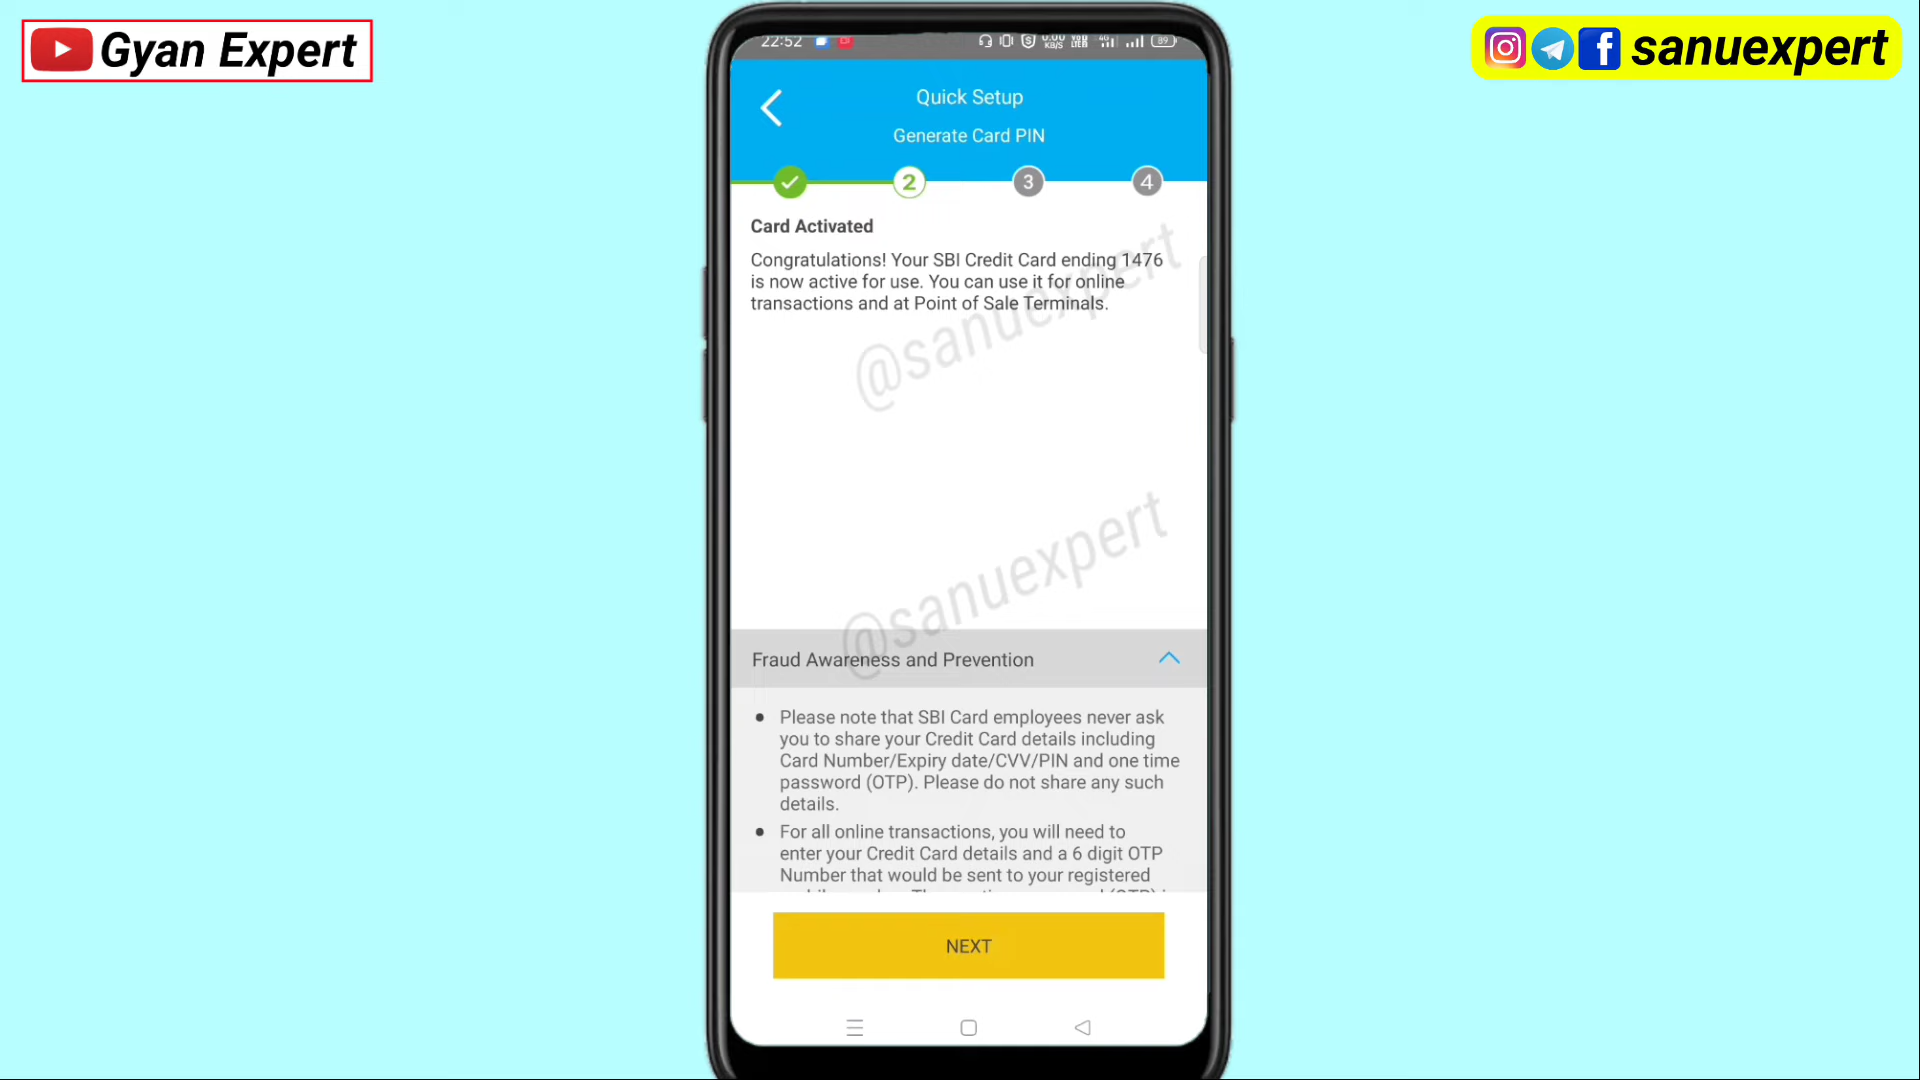 Gyan Expert
sanuexpert
22:52
0.00 KB/S
89
Quick Setup
Generate Card PIN
2
3
4
Card Activated
Congratulations! Your SBI Credit Card ending 1476
is now active for use. You can use it for online
transactions and at Point of Sale Terminals.
@sanuexpert
@sanuexpert
Fraud Awareness and Prevention
Please note that SBI Card employees never ask
you to share your Credit Card details including
Card Number/Expiry date/CVV/PIN and one time
password (OTP). Please do not share any such
details.
For all online transactions, you will need to
enter your Credit Card details and a 6 digit OTP
Number that would be sent to your registered
NEXT